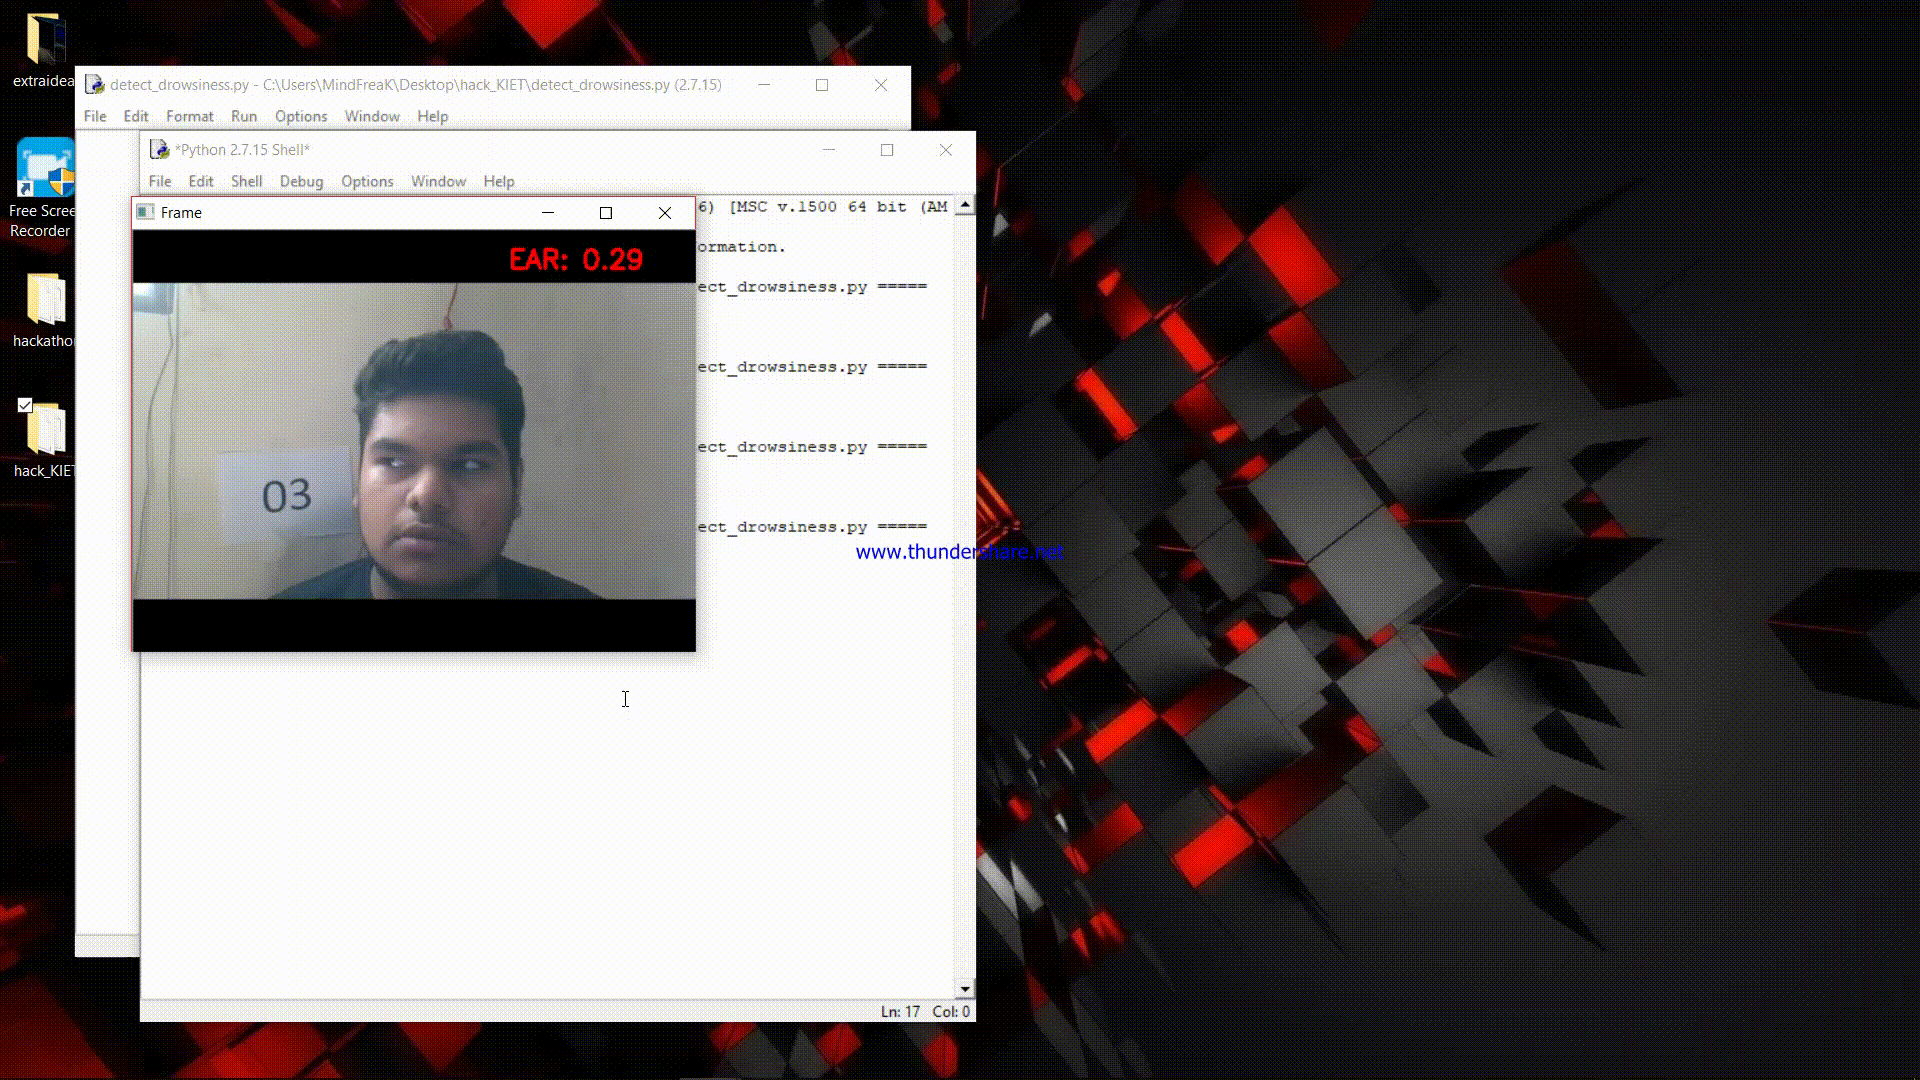 extraidea
Free Scree
Recorder
hackatho
hack_KIET
detect_drowsiness.py - C:\Users\MindFreaK\Desktop\hack_KIET\detect_drowsiness.py (2.7.15)
File Edit Format Run Options Window Help
*Python 2.7.15 Shell*
File Edit Shell Debug Options Window Help
6) [MSC v.1500 64 bit (AM
ormation.
ect_drowsiness.py =====
ect_drowsiness.py =====
ect_drowsiness.py =====
ect_drowsiness.py =====
Frame
EAR: 0.29
03
www.thundershare.net
Ln: 17 Col: 0